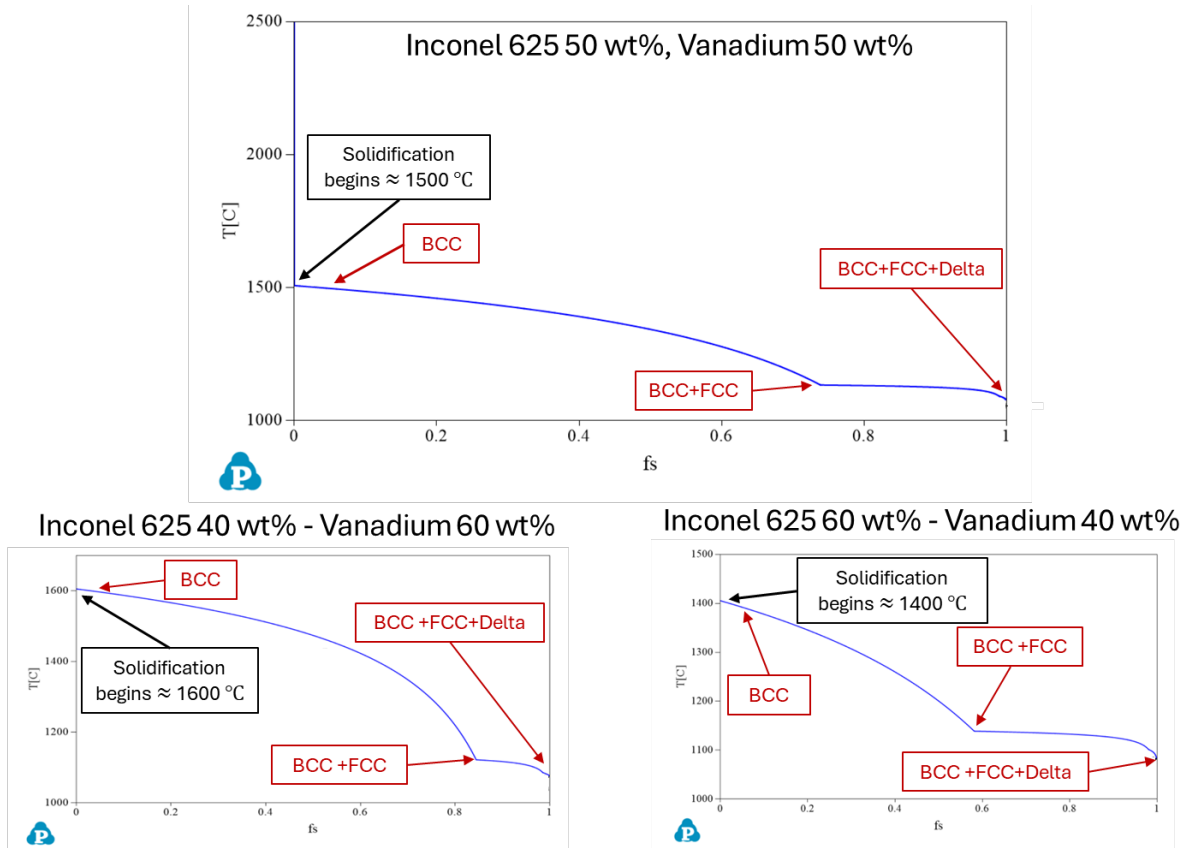 Inconel 625 50 wt%, Vanadium 50 wt%
2500
2000
1500
1000
T[C]
Solidification
begins ≈ 1500 ℃
BCC
BCC+FCC+Delta
BCC+FCC
0
0.2
0.4
0.6
0.8
1
fs
P
Inconel 625 40 wt% - Vanadium 60 wt%
1600
1400
1200
1000
T[C]
BCC
BCC +FCC+Delta
Solidification
begins ≈ 1600 ℃
BCC +FCC
0
0.2
0.4
0.6
0.8
1
fs
P
Inconel 625 60 wt% - Vanadium 40 wt%
1500
1400
1300
1200
1100
1000
T[C]
Solidification
begins ≈ 1400 ℃
BCC +FCC
BCC
BCC +FCC+Delta
0
0.2
0.4
0.6
0.8
1
fs
P